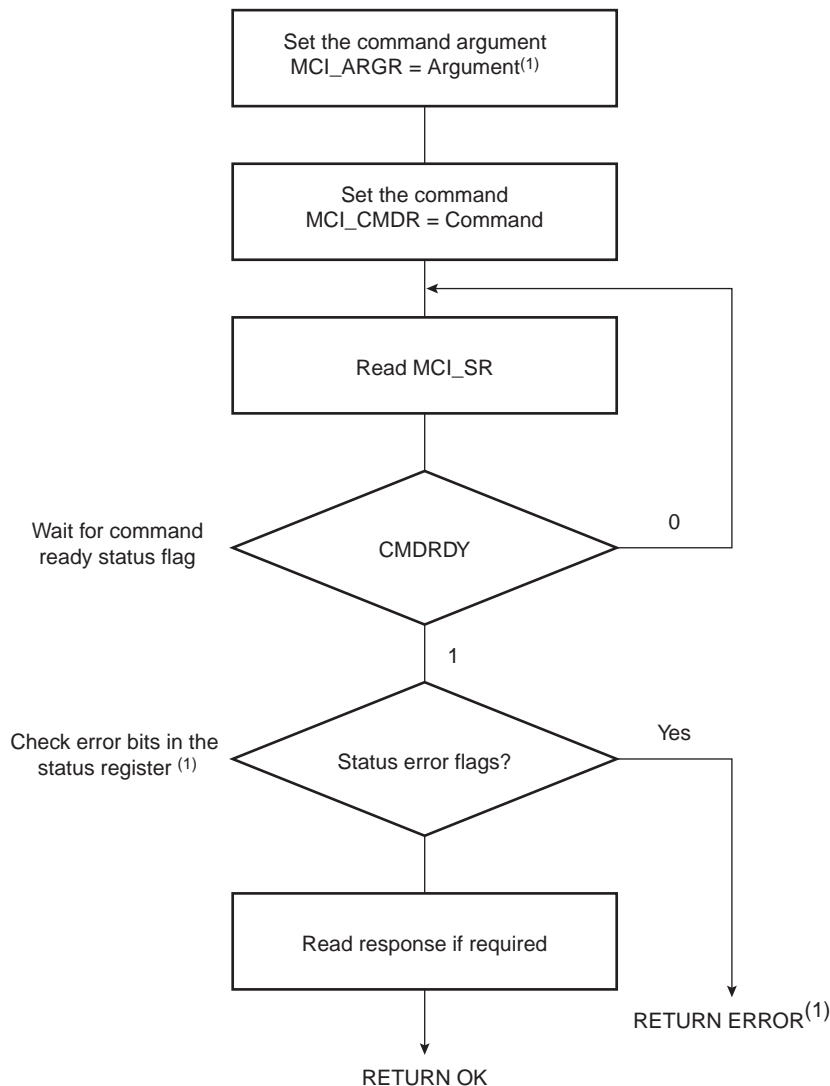 Set the command argument
MCI_ARGR = Argument(1)
Set the command
MCI_CMDR = Command
Read MCI_SR
Wait for command
ready status flag
CMDRDY
0
1
Check error bits in the
status register (1)
Status error flags?
Yes
Read response if required
RETURN ERROR(1)
RETURN OK